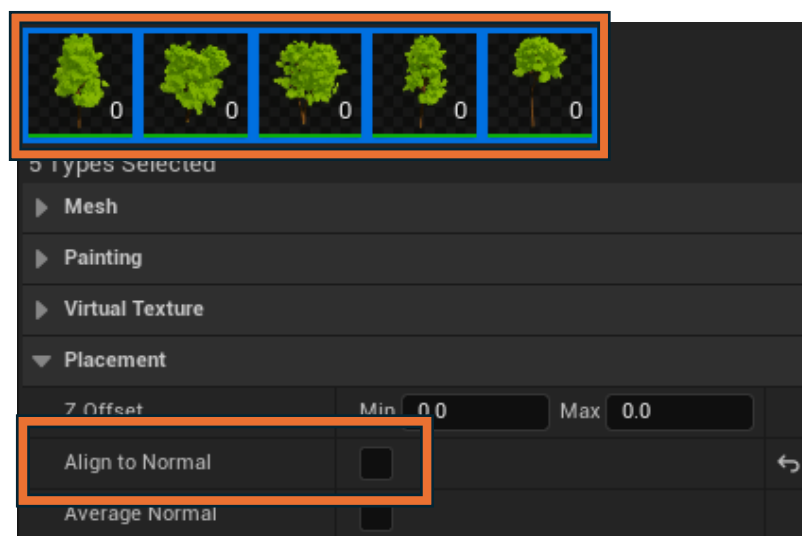 0 0 0 0 0
5 Types Selected
Mesh
Painting
Virtual Texture
Placement
Z Offset Min 0.0 Max 0.0
Align to Normal
Average Normal